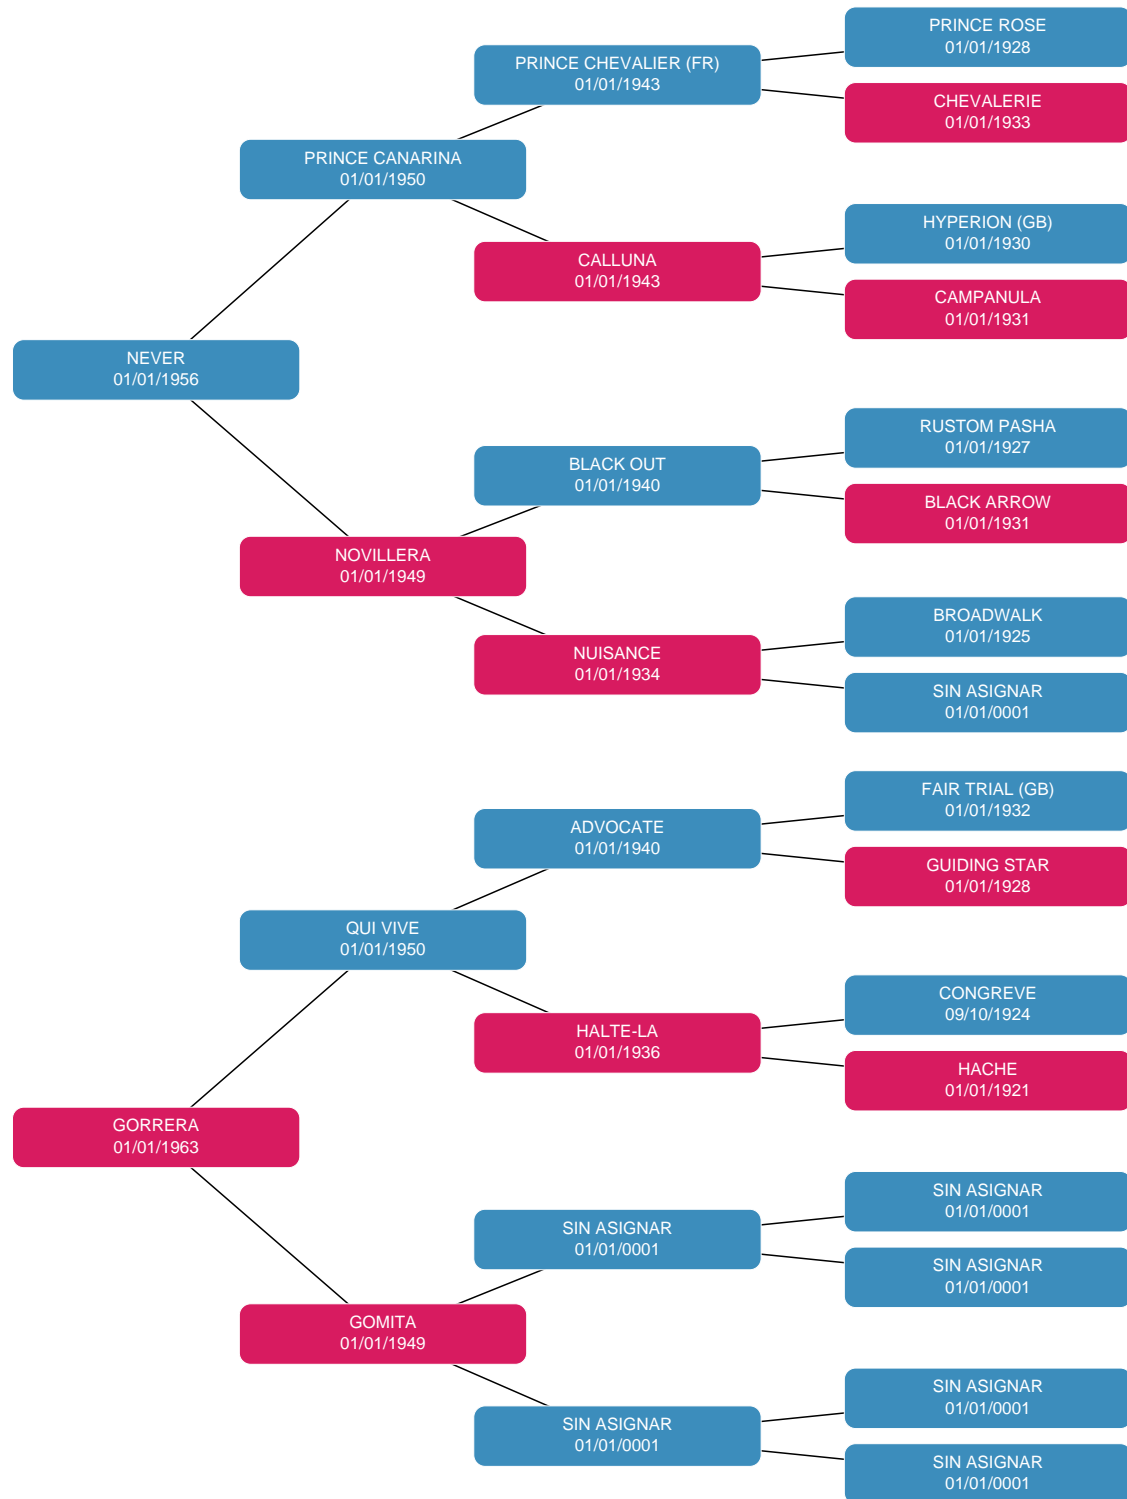 PRINCE ROSE
01/01/1928
PRINCE CHEVALIER (FR)
01/01/1943
CHEVALERIE
01/01/1933
PRINCE CANARINA
01/01/1950
HYPERION (GB)
01/01/1930
CALLUNA
01/01/1943
CAMPANULA
01/01/1931
NEVER
01/01/1956
RUSTOM PASHA
01/01/1927
BLACK OUT
01/01/1940
BLACK ARROW
01/01/1931
NOVILLERA
01/01/1949
BROADWALK
01/01/1925
NUISANCE
01/01/1934
SIN ASIGNAR
01/01/0001
FAIR TRIAL (GB)
01/01/1932
ADVOCATE
01/01/1940
GUIDING STAR
01/01/1928
QUI VIVE
01/01/1950
CONGREVE
09/10/1924
HALTE-LA
01/01/1936
HACHE
01/01/1921
GORRERA
01/01/1963
SIN ASIGNAR
01/01/0001
SIN ASIGNAR
01/01/0001
SIN ASIGNAR
01/01/0001
GOMITA
01/01/1949
SIN ASIGNAR
01/01/0001
SIN ASIGNAR
01/01/0001
SIN ASIGNAR
01/01/0001